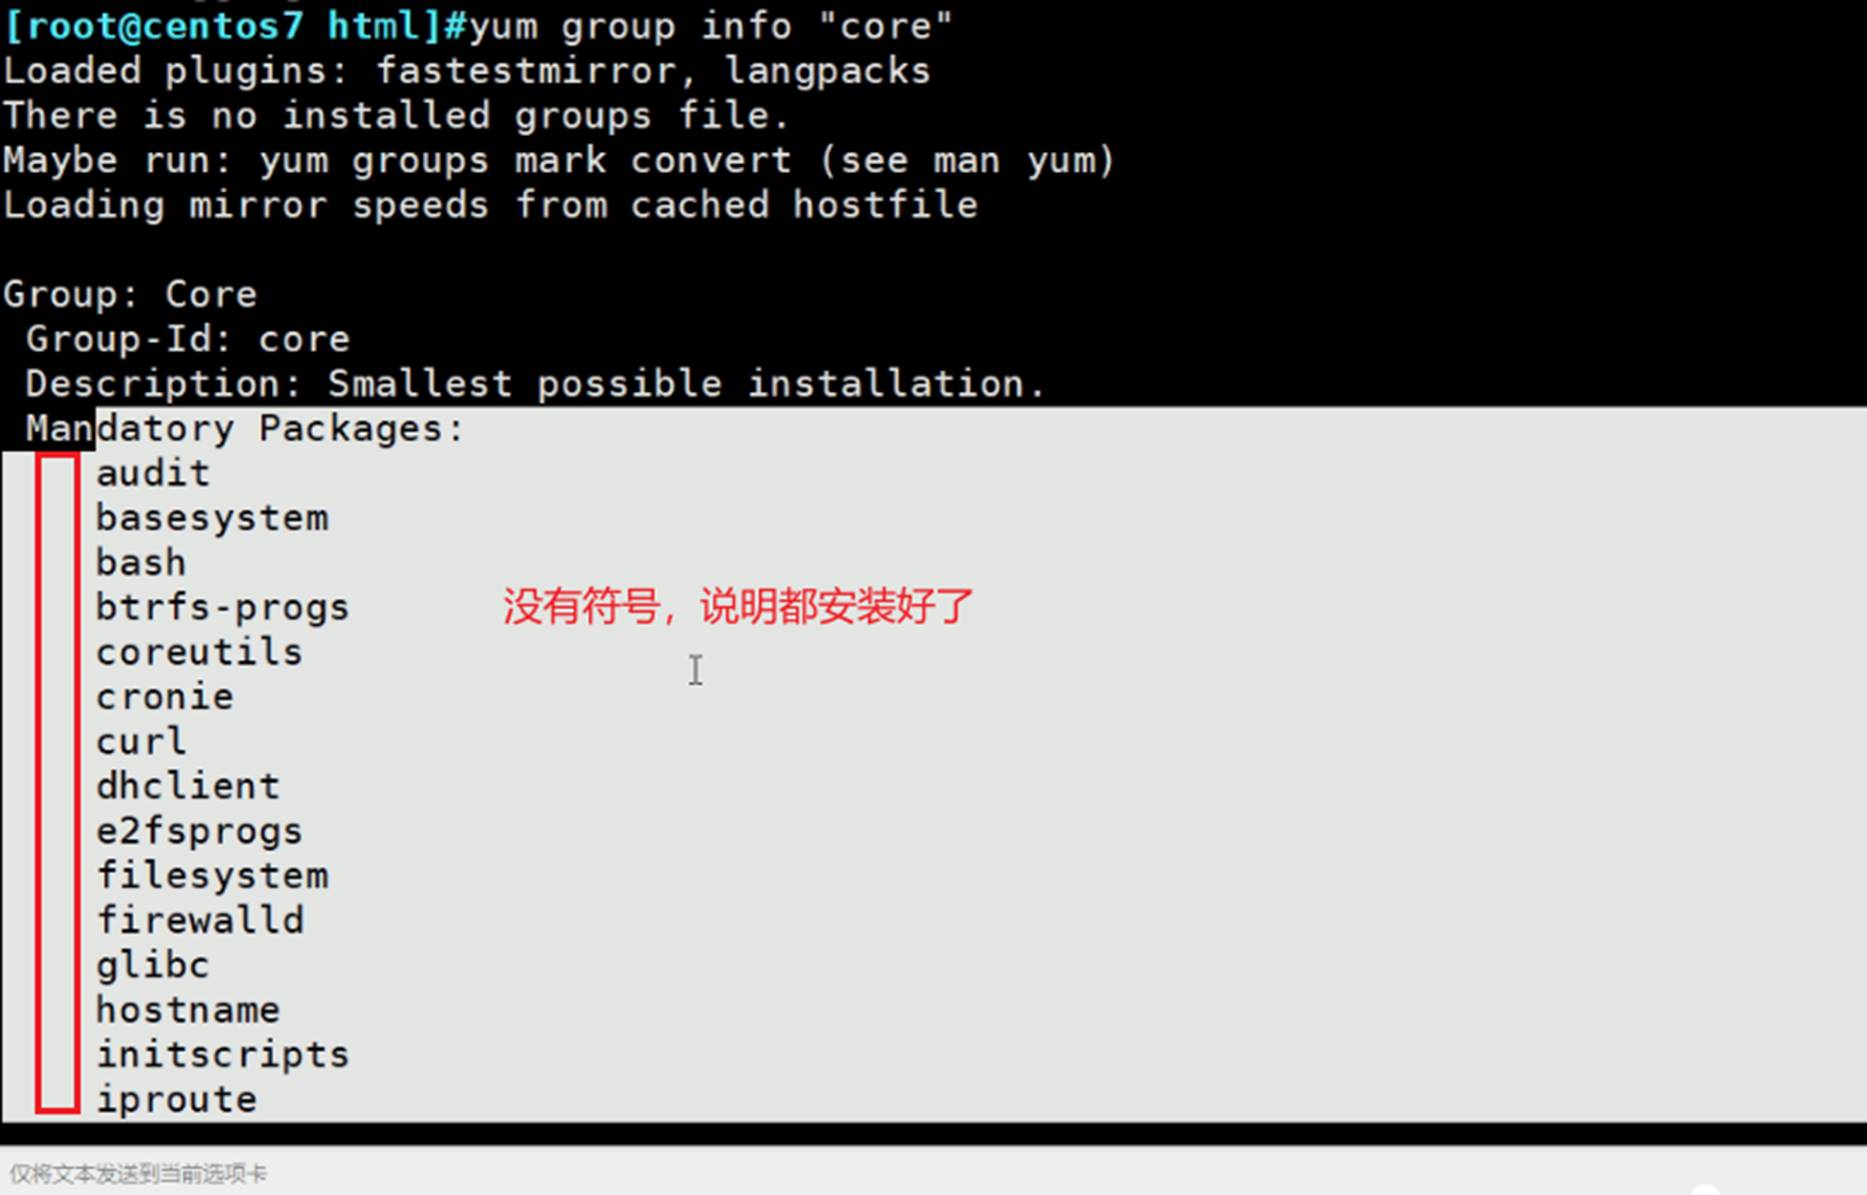 [root@centos7 html]#yum group info "core"
Loaded plugins: fastestmirror, langpacks
There is no installed groups file.
Maybe run: yum groups mark convert (see man yum)
Loading mirror speeds from cached hostfile
Group: Core
Group-Id: core
Description: Smallest possible installation.
Mandatory Packages:
audit
basesystem
bash
btrfs-progs
没有符号，说明都安装好了
coreutils
cronie
curl
dhclient
e2fsprogs
filesystem
firewalld
glibc
hostname
initscripts
iproute
仅将文本发送到当前选项卡